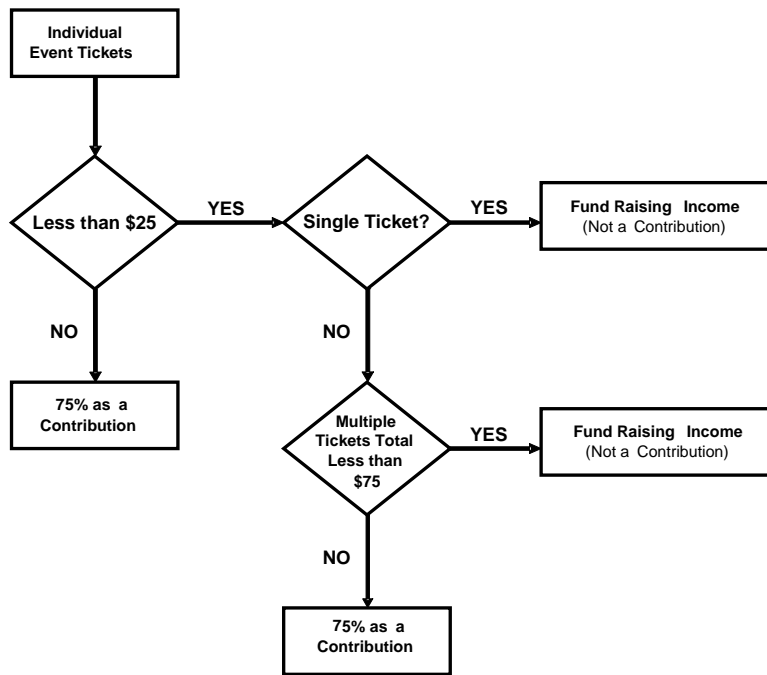 Individual
Event Tickets
Less than $25
YES
Single Ticket?
YES
Fund Raising Income
(Not a Contribution)
NO
NO
75% as a
Contribution
Multiple
Tickets Total
Less than
$75
YES
Fund Raising Income
(Not a Contribution)
NO
75% as a
Contribution